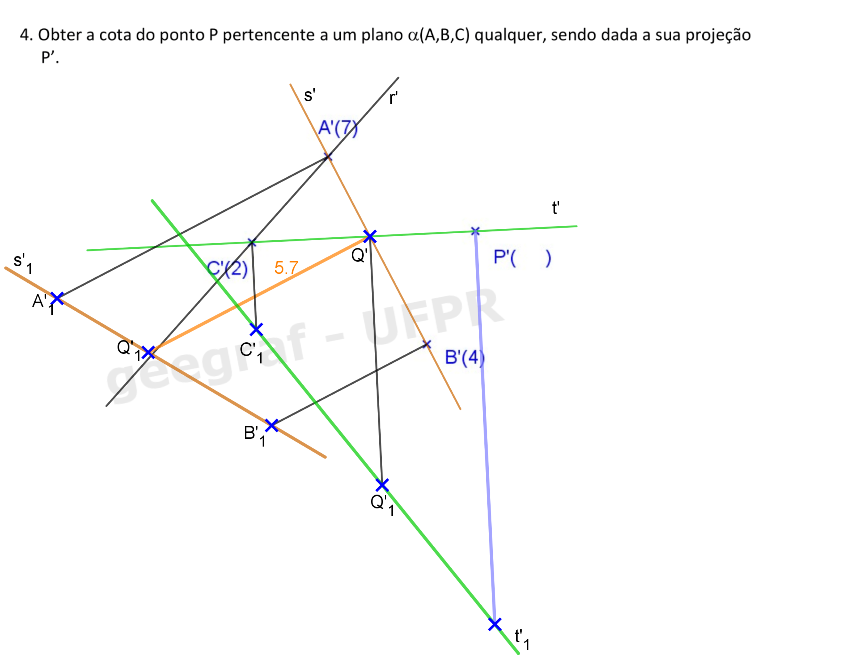 4. Obter a cota do ponto P pertencente a um plano α(A,B,C) qualquer, sendo dada a sua projeção
P’.
s'
r'
A'(7)
t'
s'1
C'(2)
5.7
Q'
P'( )
A'1
Q'1
C'1
geegraf - UFPR
B'(4)
B'1
Q'1
t'1